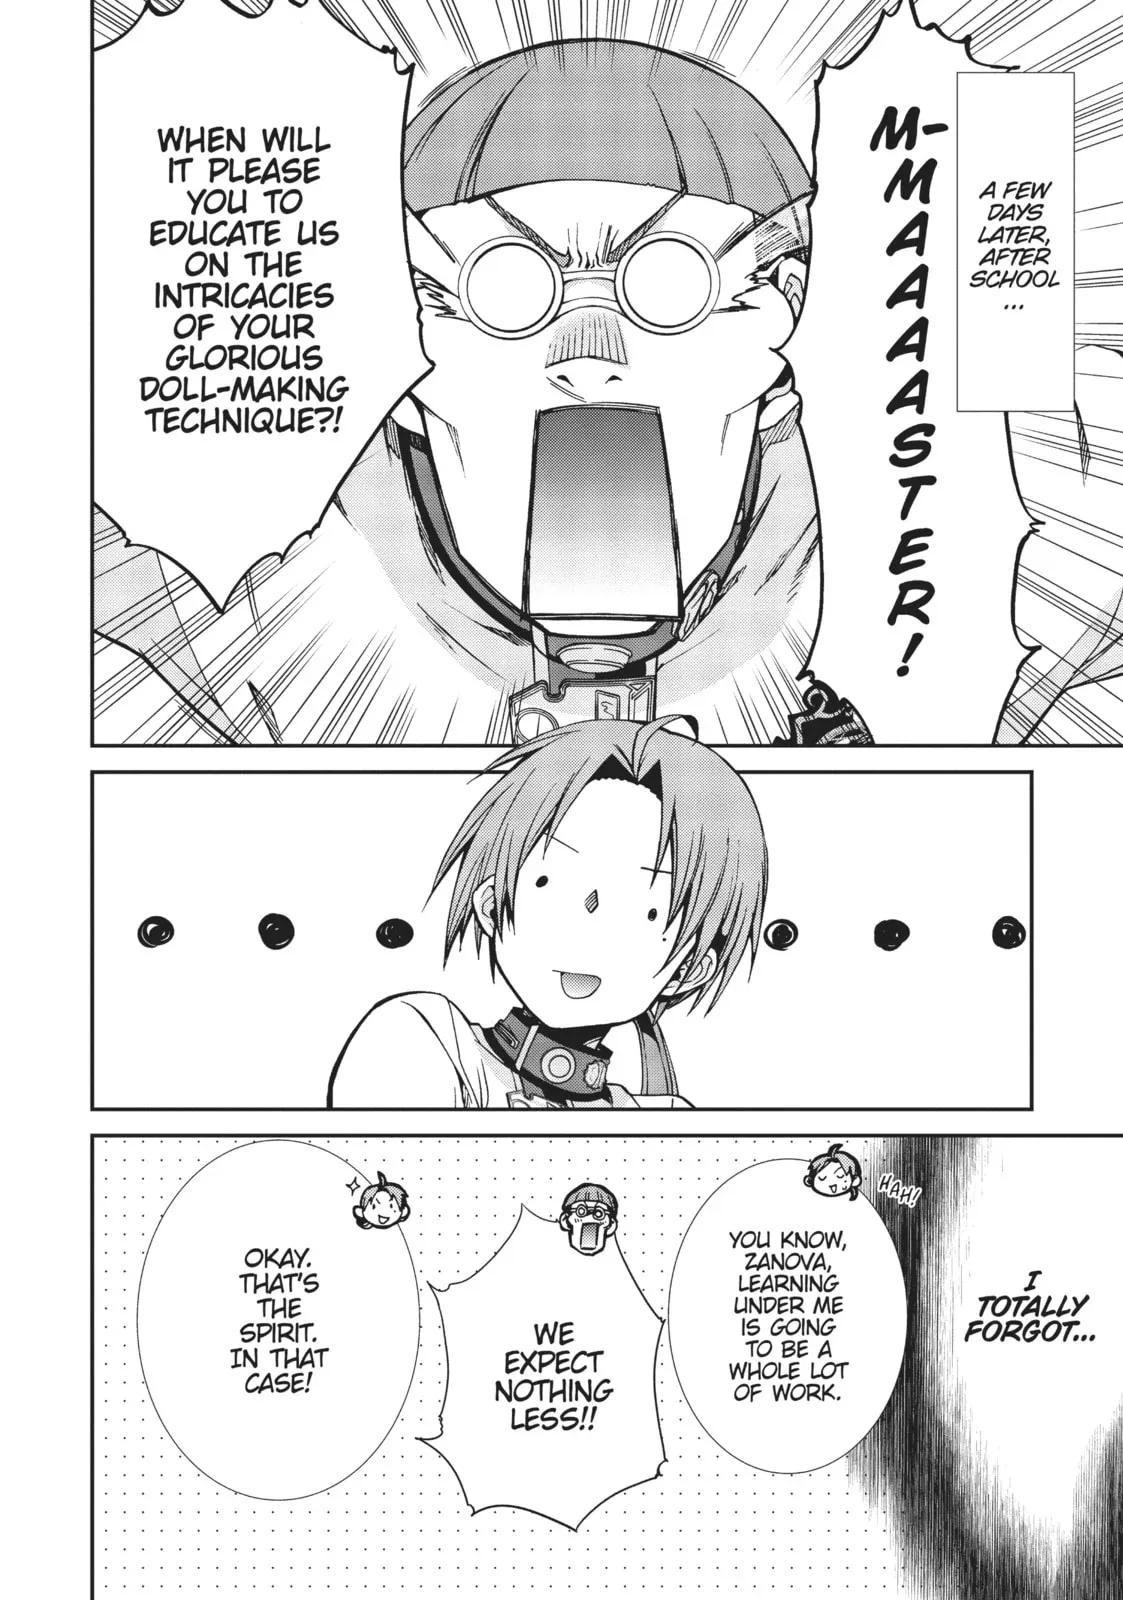 A FEW
DAYS
LATER,
AFTER
SCHOOL
...
M-
MAAAASTER!
WHEN WILL
IT PLEASE
YOU TO
EDUCATE US
ON THE
INTRICACIES
OF YOUR
GLORIOUS
DOLL-MAKING
TECHNIQUE?!
I
TOTALLY
FORGOT...
HAH!
YOU KNOW,
ZANOVA,
LEARNING
UNDER ME
IS GOING
TO BE A
WHOLE LOT
OF WORK.
WE
EXPECT
NOTHING
LESS!!
OKAY.
THAT'S
THE
SPIRIT.
IN THAT
CASE!